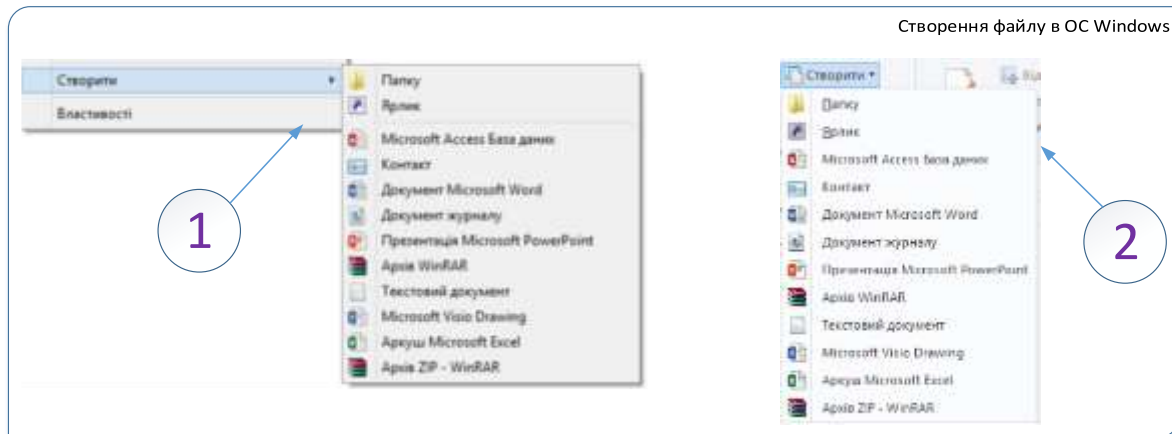 Створення файлу в ОС Windows
Створити
Властивості
Папку
Ярлик
Microsoft Access База даних
Контакт
Документ Microsoft Word
Документ журналу
Презентація Microsoft PowerPoint
Архів WinRAR
Текстовий документ
Microsoft Visio Drawing
Аркуш Microsoft Excel
Архів ZIP - WinRAR
1
Створити
Папку
Ярлик
Microsoft Access База даних
Контакт
Документ Microsoft Word
Документ журналу
Презентація Microsoft PowerPoint
Архів WinRAR
Текстовий документ
Microsoft Visio Drawing
Аркуш Microsoft Excel
Архів ZIP - WinRAR
2